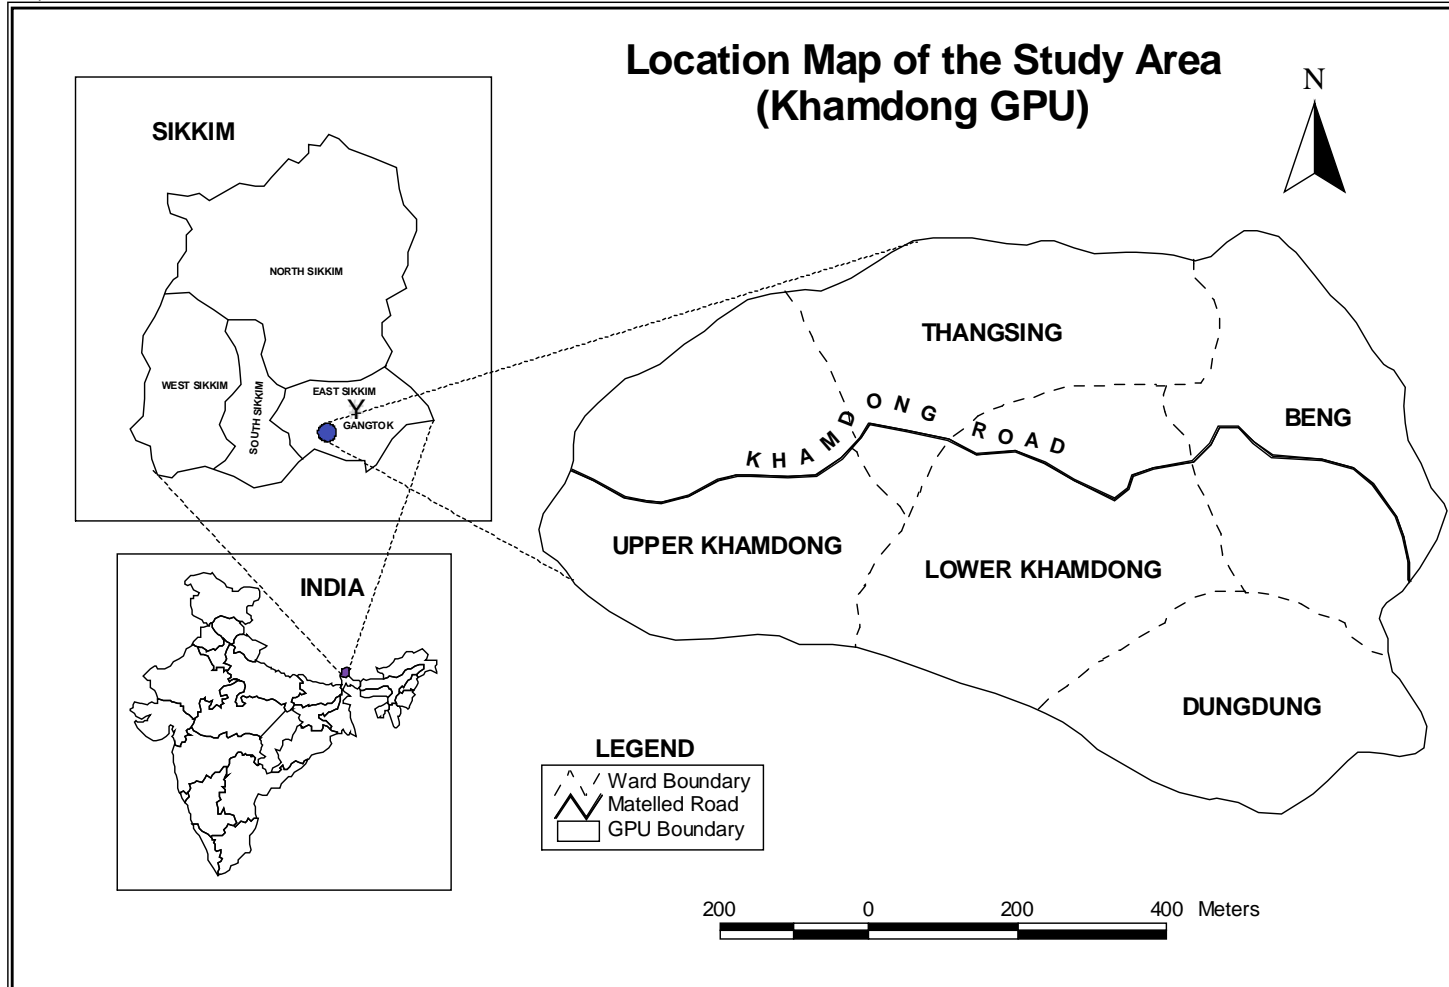 Location Map of the Study Area
(Khamdong GPU)
N
SIKKIM
NORTH SIKKIM
WEST SIKKIM
SOUTH SIKKIM
EAST SIKKIM
GANGTOK
THANGSING
BENG
KHAMDONG ROAD
UPPER KHAMDONG
LOWER KHAMDONG
DUNGDUNG
INDIA
LEGEND
Ward Boundary
Matelled Road
GPU Boundary
200 0 200 400 Meters